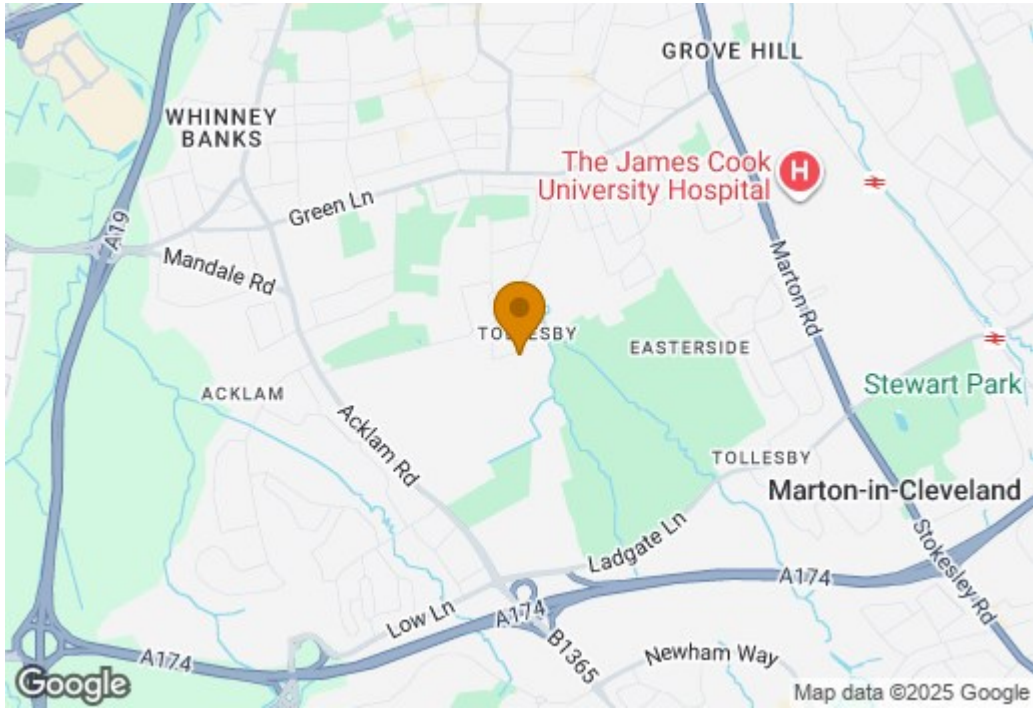 GROVE HILL
WHINNEY
BANKS
The James Cook
University Hospital
H
Green Ln
A19
Mandale Rd
Marton Rd
TOLLESBY
EASTERSIDE
Stewart Park
ACKLAM
Acklam Rd
TOLLESBY
Marton-in-Cleveland
Ladgate Ln
Stokesley Rd
A174
Low Ln
A174
B1365
A174
Newham Way
Google
Map data ©2025 Google